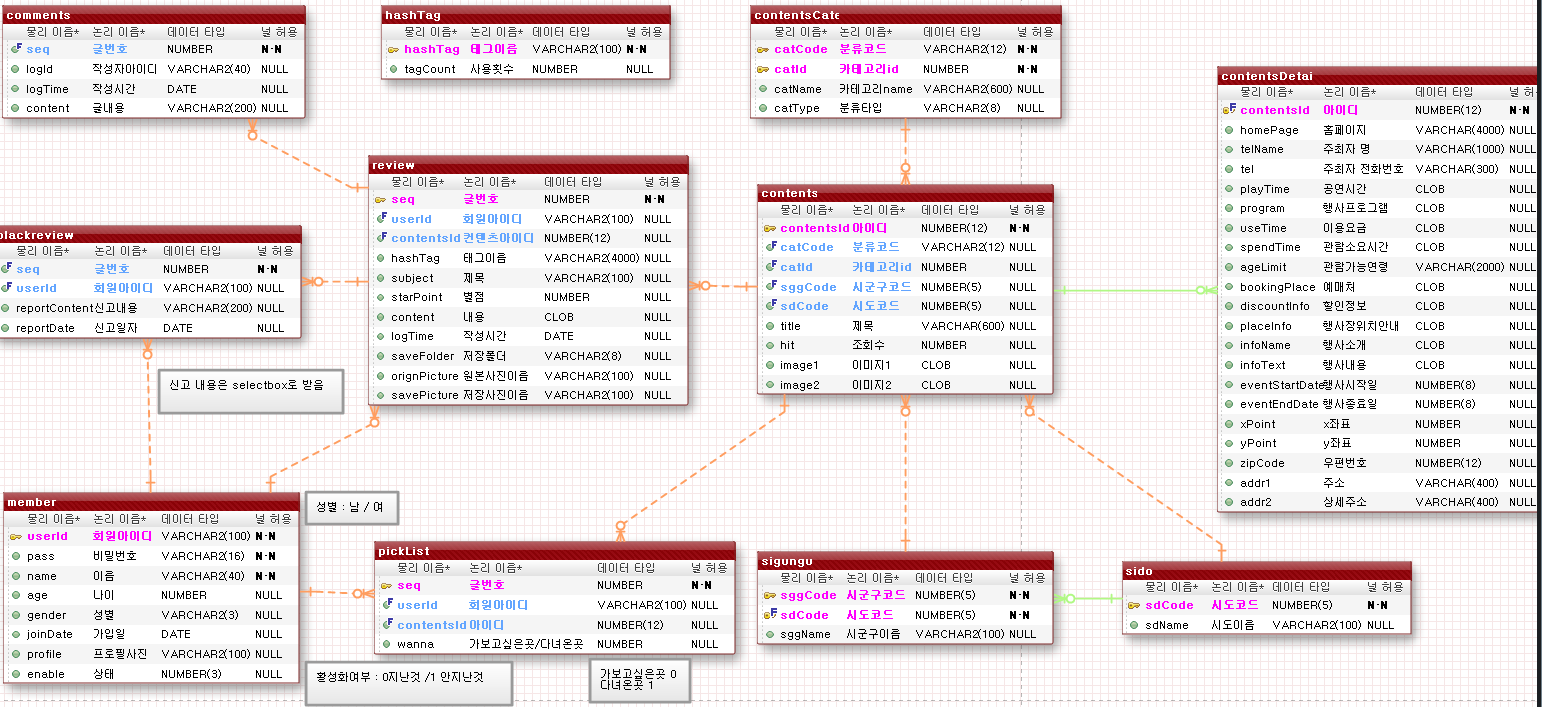 comments
물리 이름* 논리 이름* 데이터 타입 널 허용
seq 글번호 NUMBER N-N
logId 작성자아이디 VARCHAR2(40) NULL
logTime 작성시간 DATE NULL
content 글내용 VARCHAR2(200) NULL
hashTag
물리 이름* 논리 이름* 데이터 타입 널 허용
hashTag 태그이음 VARCHAR2(100) N-N
tagCount 사용횟수 NUMBER NULL
contentsCate
물리 이름* 논리 이름* 데이터 타입 널 허용
catCode 분류코드 VARCHAR2(12) N-N
catId 카테고리id NUMBER N-N
catName 카테고리name VARCHAR2(600) NULL
catType 분류타입 VARCHAR2(8) NULL
contentsDetai
물리 이름* 논리 이름* 데이터 타입 널 허
contentsId 아이디 NUMBER(12) N-N
homePage 홈페이지 VARCHAR(4000) NULL
telName 주최자 명 VARCHAR(1000) NULL
tel 주최자 전화번호 VARCHAR(300) NULL
playTime 공연시간 CLOB NULL
program 행사프로그램 CLOB NULL
useTime 이용요금 CLOB NULL
spendTime 관람소요시간 CLOB NULL
ageLimit 관람가능연령 VARCHAR(2000) NULL
bookingPlace 예매처 CLOB NULL
discountInfo 할인정보 CLOB NULL
placeInfo 행사장위치안내 CLOB NULL
infoName 행사소개 CLOB NULL
infoText 행사내용 CLOB NULL
eventStartDate 행사시작일 NUMBER(8) NULL
eventEndDate 행사종료일 NUMBER(8) NULL
xPoint x좌표 NUMBER NULL
yPoint y좌표 NUMBER NULL
zipCode 우편번호 NUMBER(12) NULL
addr1 주소 VARCHAR(400) NULL
addr2 상세주소 VARCHAR(400) NULL
review
물리 이름* 논리 이름* 데이터 타입 널 허용
seq 글번호 NUMBER N-N
userId 회원아이디 VARCHAR2(100) NULL
contentsId 컨텐츠아이디 NUMBER(12) NULL
hashTag 태그이음 VARCHAR2(4000) NULL
subject 제목 VARCHAR2(100) NULL
starPoint 별점 NUMBER NULL
content 내용 CLOB NULL
logTime 작성시간 DATE NULL
saveFolder 저장폴더 VARCHAR2(8) NULL
orignPicture 원본사진이음 VARCHAR2(100) NULL
savePicture 저장사진이음 VARCHAR2(100) NULL
contents
물리 이름* 논리 이름* 데이터 타입 널 허용
contentsId 아이디 NUMBER(12) N-N
catCode 분류코드 VARCHAR2(12) NULL
catId 카테고리id NUMBER NULL
sggCode 시군구코드 NUMBER(5) NULL
sdCode 시도코드 NUMBER(5) NULL
title 제목 VARCHAR(600) NULL
hit 조회수 NUMBER NULL
image1 이미지1 CLOB NULL
image2 이미지2 CLOB NULL
blackreview
물리 이름* 논리 이름* 데이터 타입 널 허용
seq 글번호 NUMBER N-N
userId 회원아이디 VARCHAR2(100) NULL
reportContent 신고내용 VARCHAR2(200) NULL
reportDate 신고일자 DATE NULL
신고 내용은 selectbox로 받음
member
물리 이름* 논리 이름* 데이터 타입 널 허용
userId 회원아이디 VARCHAR2(100) N-N
pass 비밀번호 VARCHAR2(16) N-N
name 이음 VARCHAR2(40) N-N
age 나이 NUMBER NULL
gender 성별 VARCHAR2(3) NULL
joinDate 가입일 DATE NULL
profile 프로필사진 VARCHAR2(100) NULL
enable 상태 NUMBER(3) NULL
성별 : 남 / 여
활성화여부 : 0지난것 /1 안지난것
pickList
물리 이름* 논리 이름* 데이터 타입 널 허용
seq 글번호 NUMBER N-N
userId 회원아이디 VARCHAR2(100) NULL
contentsId 아이디 NUMBER(12) NULL
wanna 가보고싶은곳/다녀온곳 NUMBER NULL
가보고싶은곳 0
다녀온곳 1
sigungu
물리 이름* 논리 이름* 데이터 타입 널 허용
sggCode 시군구코드 NUMBER(5) N-N
sdCode 시도코드 NUMBER(5) N-N
sggName 시군구이음 VARCHAR2(100) NULL
sido
물리 이름* 논리 이름* 데이터 타입 널 허용
sdCode 시도코드 NUMBER(5) N-N
sdName 시도이음 VARCHAR2(100) NULL